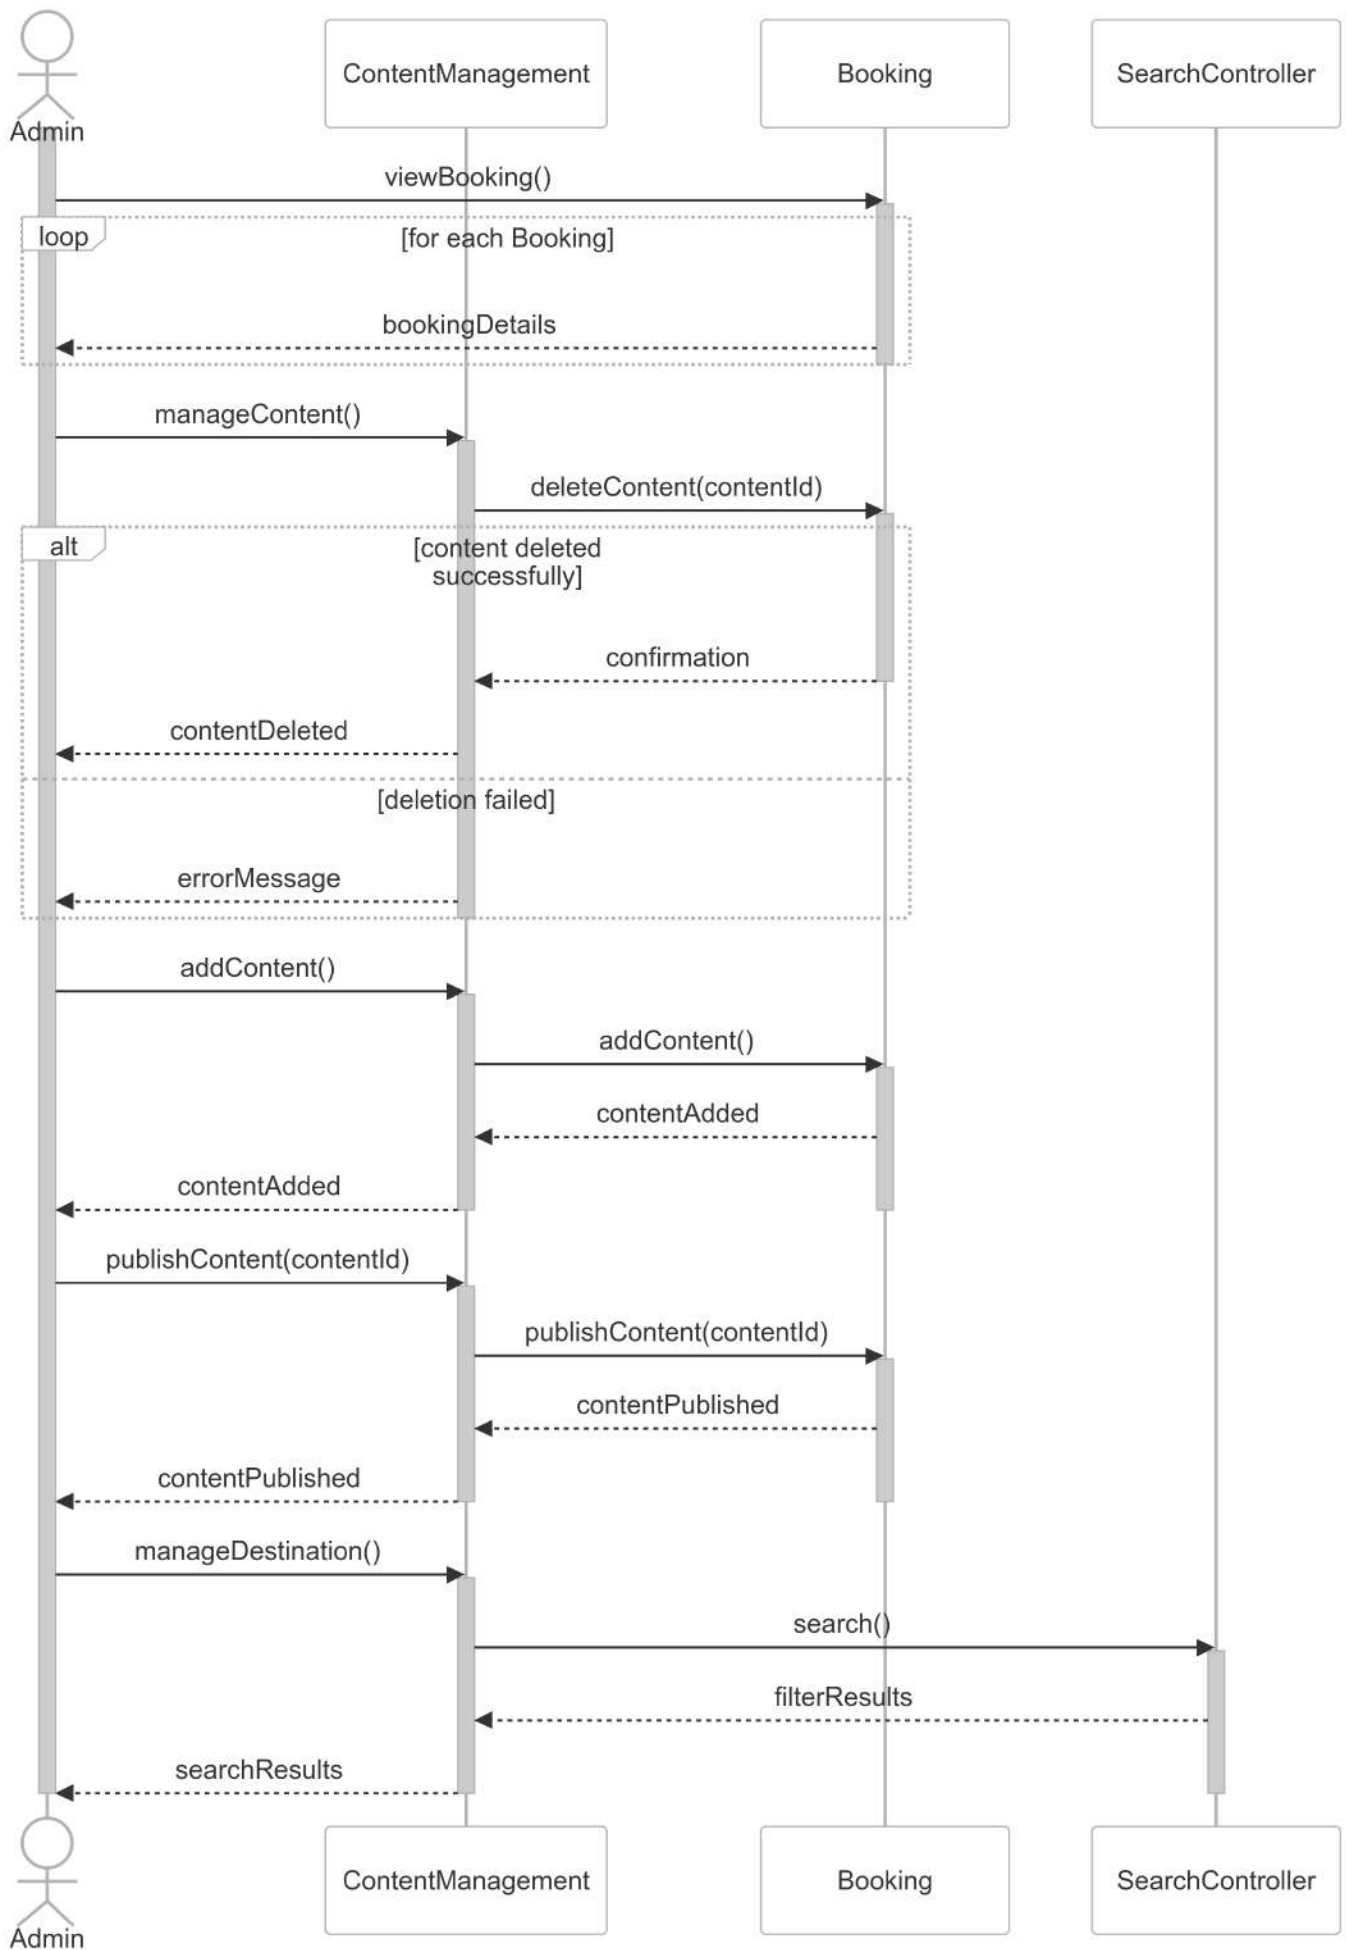 Admin
ContentManagement
Booking
SearchController
viewBooking()
loop
[for each Booking]
bookingDetails
manageContent()
deleteContent(contentId)
alt
[content deleted
successfully]
confirmation
contentDeleted
[deletion failed]
errorMessage
addContent()
addContent()
contentAdded
contentAdded
publishContent(contentId)
publishContent(contentId)
contentPublished
contentPublished
manageDestination()
search()
filterResults
searchResults
Admin
ContentManagement
Booking
SearchController